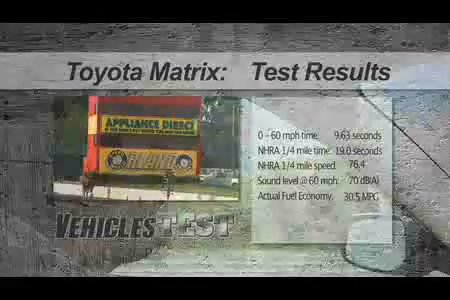 Toyota Matrix: Test Results
APPLIANCE DIRECT
0 – 60 mph time: 9.63 seconds
NHRA 1/4 mile time: 19.0 seconds
NHRA 1/4 mile speed 76.4
Sound level @ 60 mph: 70 dB(A)
Actual Fuel Economy: 30.5 MPG
VEHICLES TEST